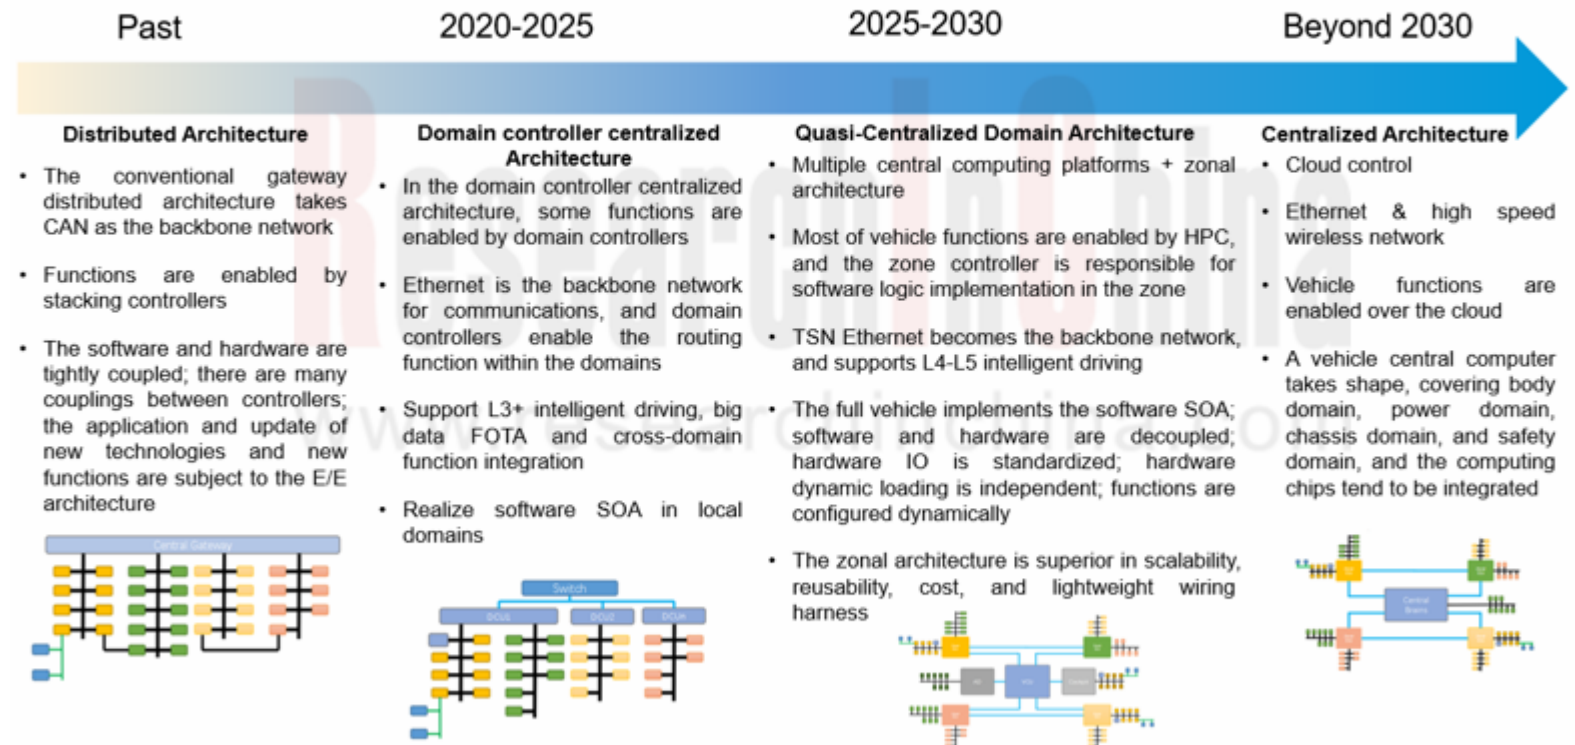 Past
2020-2025
2025-2030
Beyond 2030
Distributed Architecture
• The conventional gateway
distributed architecture takes
CAN as the backbone network
• Functions are enabled by
stacking controllers
• The software and hardware are
tightly coupled; there are many
couplings between controllers;
the application and update of
new technologies and new
functions are subject to the E/E
architecture
Central Gateway
Domain controller centralized
Architecture
• In the domain controller centralized
architecture, some functions are
enabled by domain controllers
• Ethernet is the backbone network
for communications, and domain
controllers enable the routing
function within the domains
• Support L3+ intelligent driving, big
data FOTA and cross-domain
function integration
• Realize software SOA in local
domains
Switch
DCU1
DCU2
DCUn
Quasi-Centralized Domain Architecture
• Multiple central computing platforms + zonal
architecture
• Most of vehicle functions are enabled by HPC,
and the zone controller is responsible for
software logic implementation in the zone
• TSN Ethernet becomes the backbone network,
and supports L4-L5 intelligent driving
• The full vehicle implements the software SOA;
software and hardware are decoupled;
hardware IO is standardized; hardware
dynamic loading is independent; functions are
configured dynamically
• The zonal architecture is superior in scalability,
reusability, cost, and lightweight wiring
harness
Centralized Architecture
• Cloud control
• Ethernet & high speed
wireless network
• Vehicle functions are
enabled over the cloud
• A vehicle central computer
takes shape, covering body
domain, power domain,
chassis domain, and safety
domain, and the computing
chips tend to be integrated
Central
Brains
ResearchInChina
www.researchinchina.com